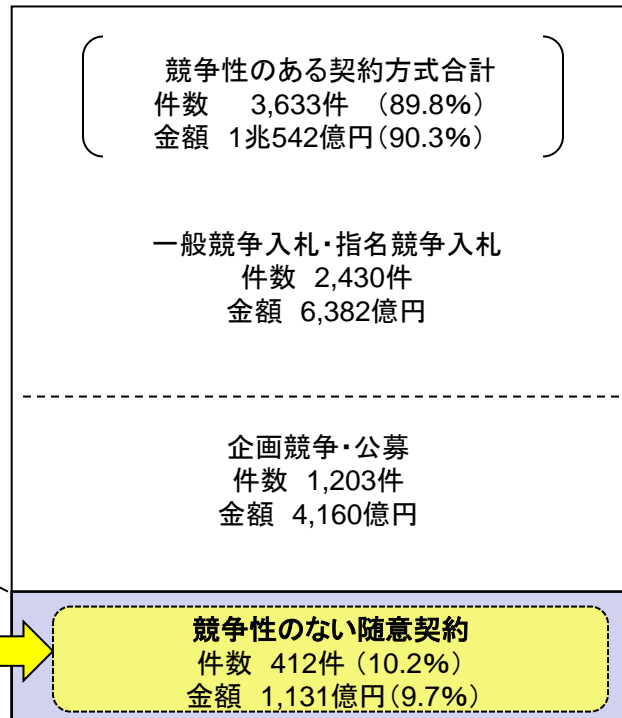 競争性のある契約方式合計
件数　3,633件 （89.8%）
金額 1兆542億円（90.3%）
一般競争入札・指名競争入札
件数 2,430件
金額 6,382億円
企画競争・公募
件数 1,203件
金額 4,160億円
競争性のない随意契約
件数 412件（10.2%）
金額 1,131億円（9.7%）